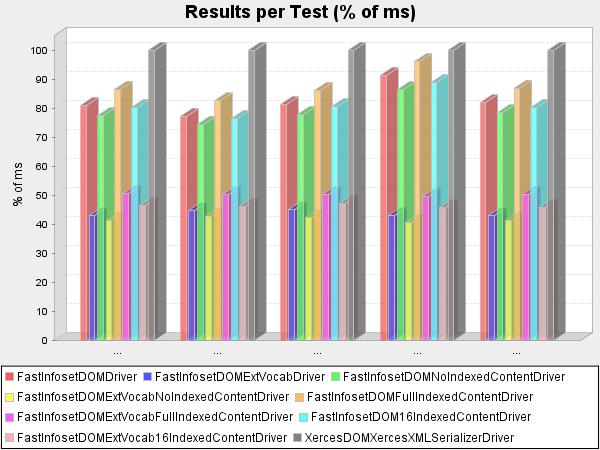 Results per Test (% of ms)
% of ms
100
90
80
70
60
50
40
30
20
10
0
... ... ... ... ...
FastInfosetDOMDriver FastInfosetDOMExtVocabDriver FastInfosetDOMNoIndexedContentDriver
FastInfosetDOMExtVocabNoIndexedContentDriver FastInfosetDOMFullIndexedContentDriver
FastInfosetDOMExtVocabFullIndexedContentDriver FastInfosetDOM16IndexedContentDriver
FastInfosetDOMExtVocab16IndexedContentDriver XercesDOMXercesXMLSerializerDriver